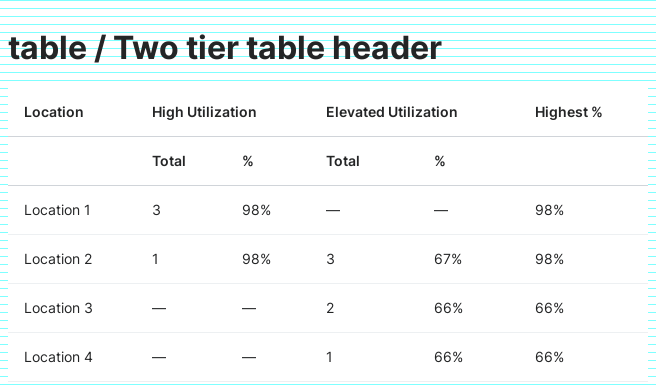 table / Two tier table header
Location High Utilization Elevated Utilization Highest %
Total % Total %
Location 1 3 98% — — 98%
Location 2 1 98% 3 67% 98%
Location 3 — — 2 66% 66%
Location 4 — — 1 66% 66%